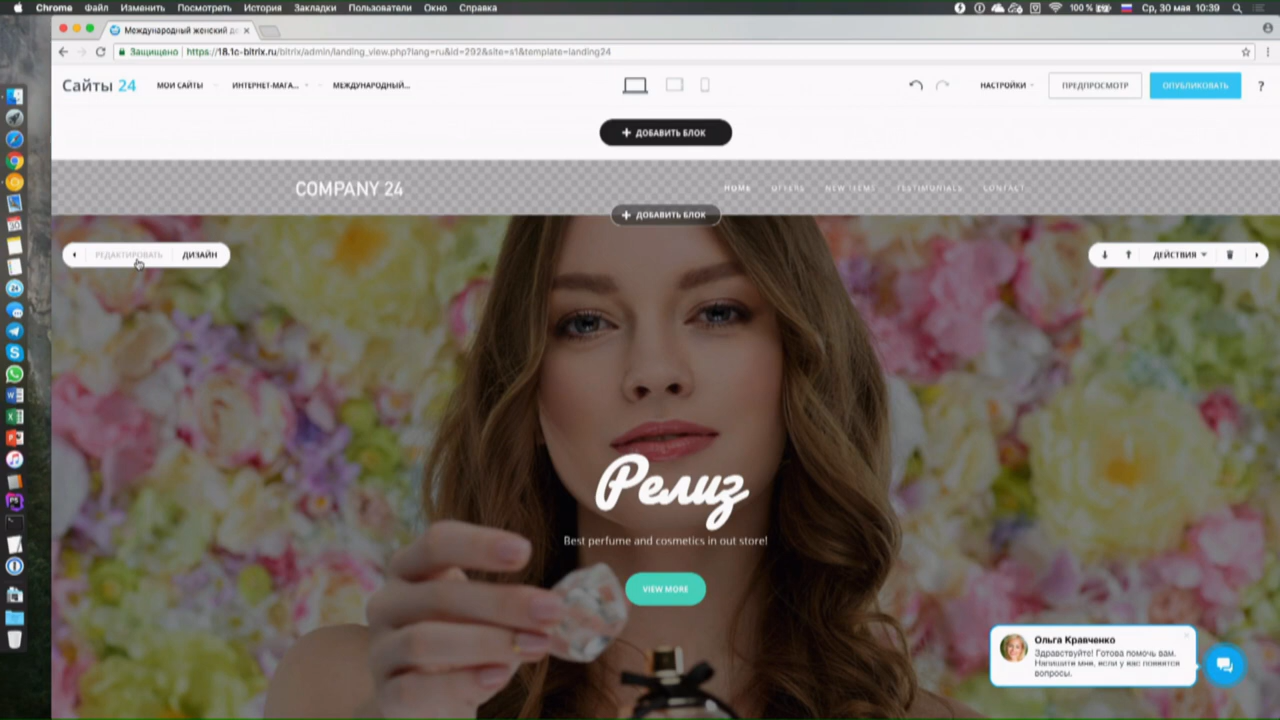 Chrome Файл Изменить Посмотреть История Закладки Пользователи Окно Справка 100 % Ср, 30 мая 10:39
Международный женский д
Защищено https://18.1c-bitrix.ru/bitrix/admin/landing_view.php?lang=ru&id=292&site=s1&template=landing24
Сайты 24 МОИ САЙТЫ ИНТЕРНЕТ-МАГА... МЕЖДУНАРОДНЫЙ... НАСТРОЙКИ ПРЕДПРОСМОТР ОПУБЛИКОВАТЬ ?
+ ДОБАВИТЬ БЛОК
COMPANY 24 HOME OFFERS NEW ITEMS TESTIMONIALS CONTACT
+ ДОБАВИТЬ БЛОК
РЕДАКТИРОВАТЬ ДИЗАЙН ДЕЙСТВИЯ
Релиз
Best perfume and cosmetics in out store!
VIEW MORE
Ольга Кравченко
Здравствуйте! Готова помочь вам.
Напишите мне, если у вас появятся
вопросы.